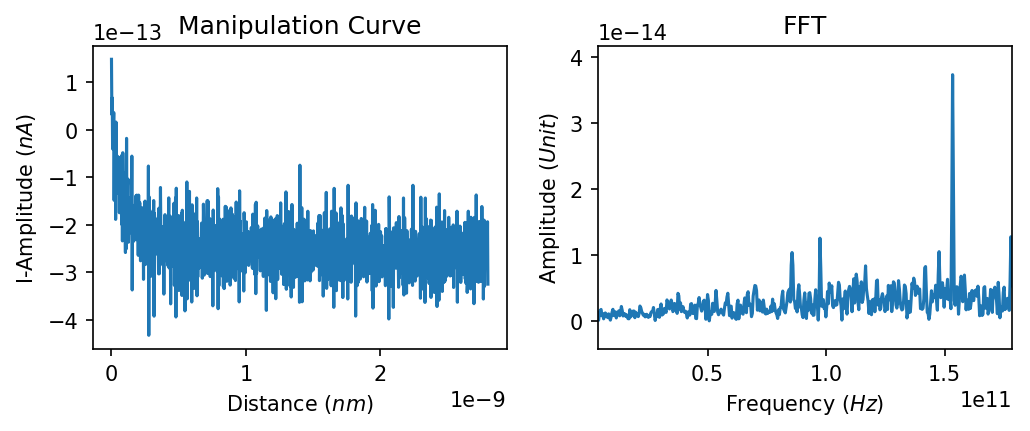 Manipulation Curve
1e−13
I-Amplitude (nA)
1
0
−1
−2
−3
−4
0
1
2
1e−9
Distance (nm)
FFT
1e−14
Amplitude (Unit)
4
3
2
1
0
0.5
1.0
1.5
1e11
Frequency (Hz)